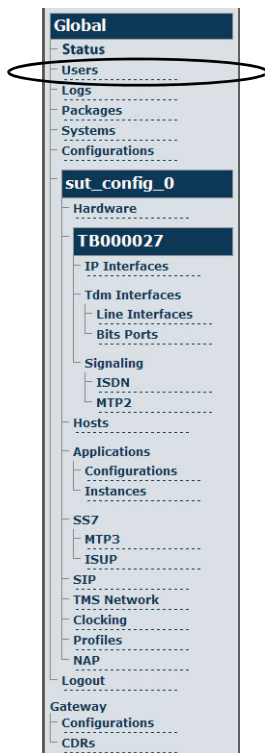 Global
Status
Users
Logs
Packages
Systems
Configurations
sut_config_0
Hardware
TB000027
IP Interfaces
Tdm Interfaces
Line Interfaces
Bits Ports
Signaling
ISDN
MTP2
Hosts
Applications
Configurations
Instances
SS7
MTP3
ISUP
SIP
TMS Network
Clocking
Profiles
NAP
Logout
Gateway
Configurations
CDRs